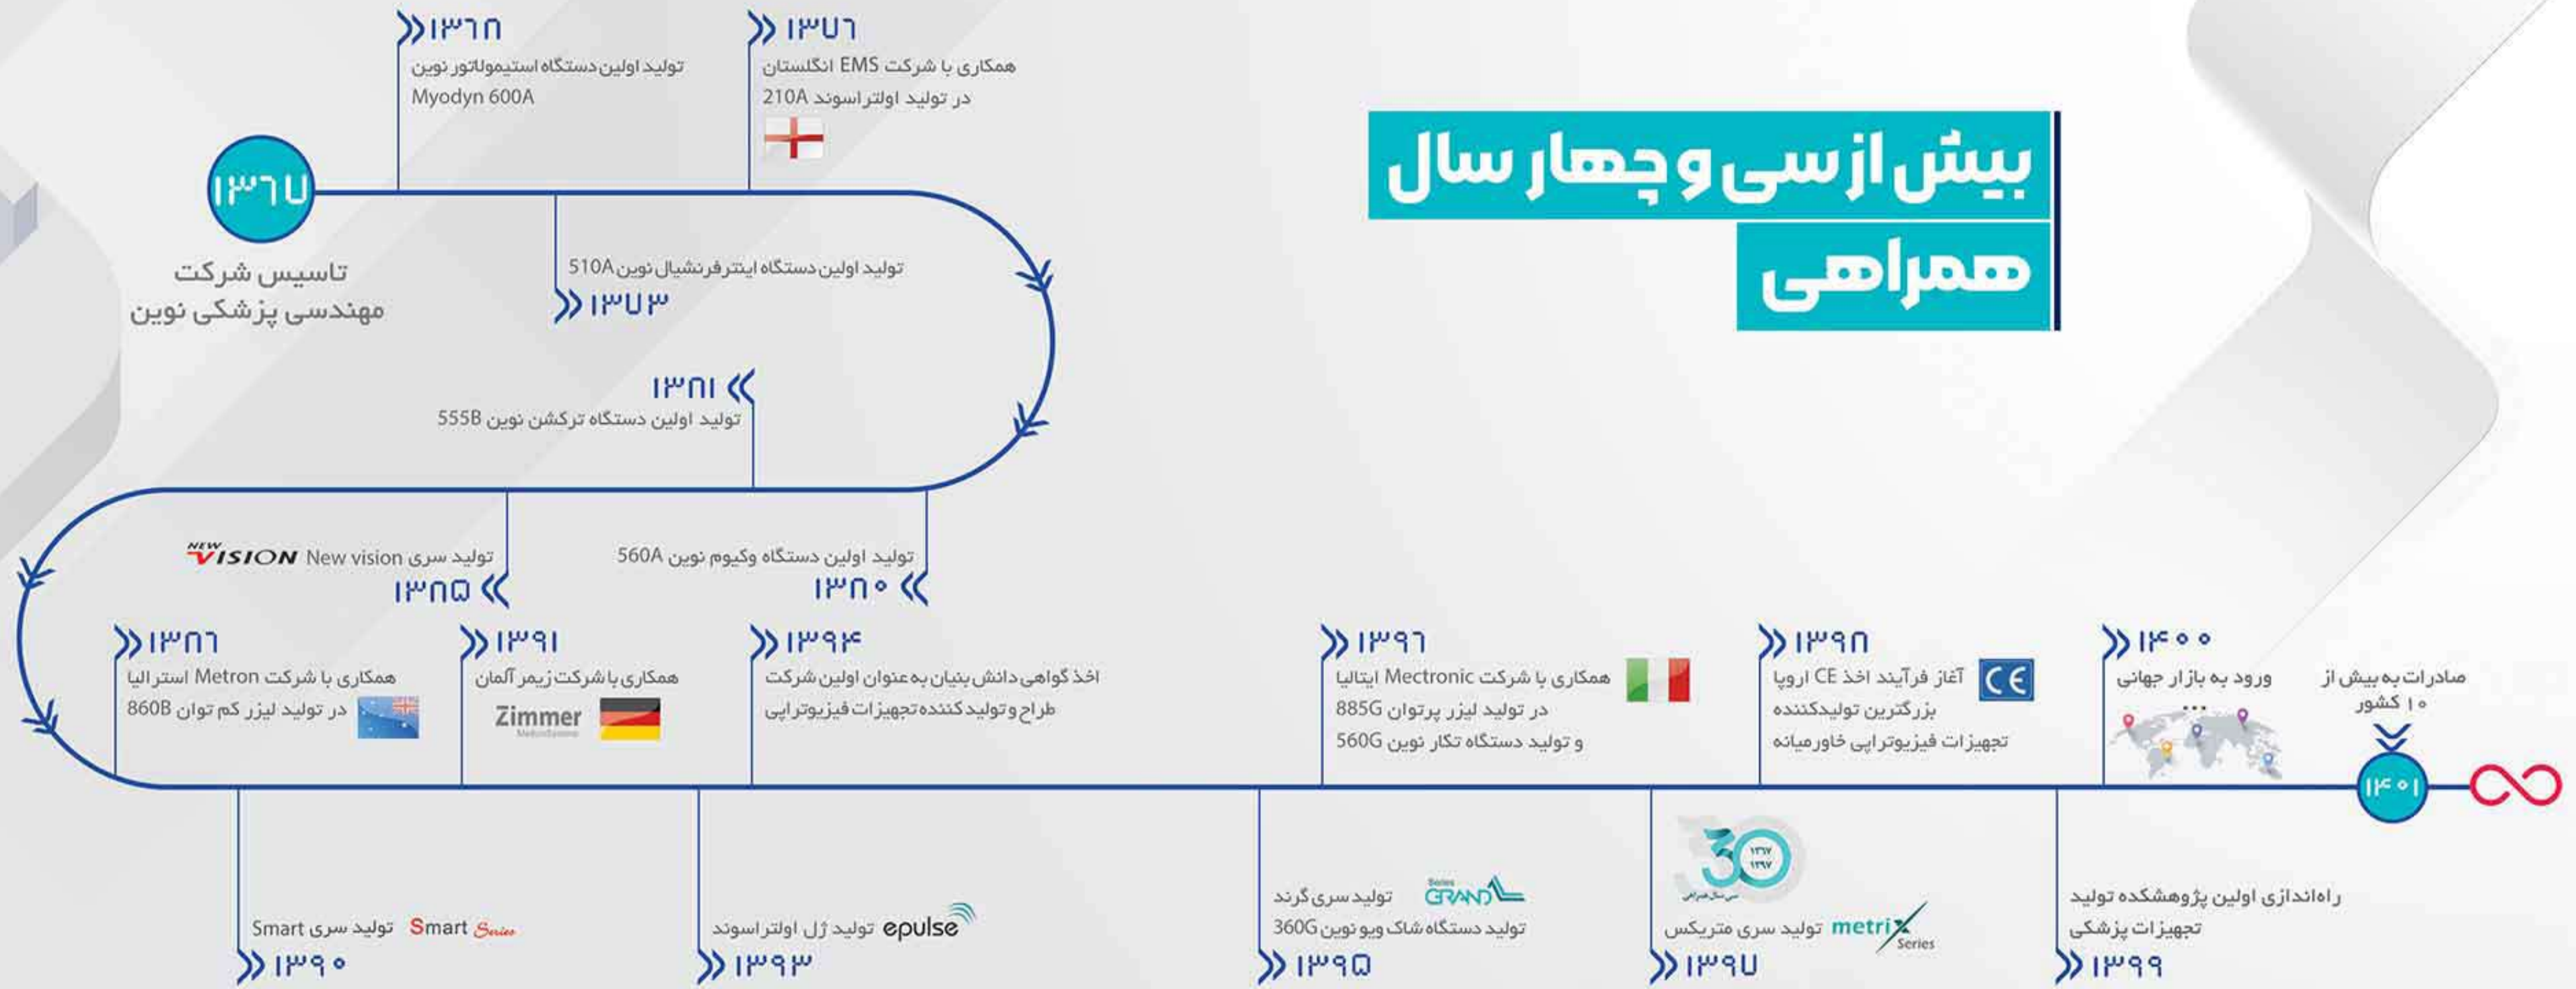 بیش از سی و چهار سال
همراهی
۱۳۶۷
تاسیس شرکت
مهندسی پزشکی نوین
۱۳۶۸
تولید اولین دستگاه استیمولاتور نوین
Myodyn 600A
تولید اولین دستگاه اینترفرنشیال نوین 510A
۱۳۷۳
۱۳۷۶
همکاری با شرکت EMS انگلستان
در تولید اولتراسوند 210A
تولید اولین دستگاه وکیوم نوین 560A
۱۳۸۰
۱۳۸۱
تولید اولین دستگاه ترکشن نوین 555B
تولید سری New vision NEW VISION
۱۳۸۵
۱۳۸۶
همکاری با شرکت Metron استرالیا
در تولید لیزر کم توان 860B
تولید سری Smart Smart Series
۱۳۹۰
۱۳۹۱
همکاری با شرکت زیمر آلمان
Zimmer
تولید ژل اولتراسوند epulse
۱۳۹۳
۱۳۹۴
اخذ گواهی دانش بنیان به عنوان اولین شرکت
طراح و تولید کننده تجهیزات فیزیوتراپی
تولید سری گرند Series GRAND
تولید دستگاه شاک ویو نوین 360G
۱۳۹۵
۱۳۹۶
همکاری با شرکت Mectronic ایتالیا
در تولید لیزر پرتوان 885G
و تولید دستگاه تکار نوین 560G
30
۱۳۶۷
۱۳۹۷
سی سال همراهی
تولید سری متریکس metrix Series
۱۳۹۷
۱۳۹۸
آغاز فرآیند اخذ CE اروپا CE
بزرگترین تولیدکننده
تجهیزات فیزیوتراپی خاورمیانه
راه‌اندازی اولین پژوهشکده تولید
تجهیزات پزشکی
۱۳۹۹
۱۴۰۰
ورود به بازار جهانی
...
صادرات به بیش از
۱۰ کشور
۱۴۰۱